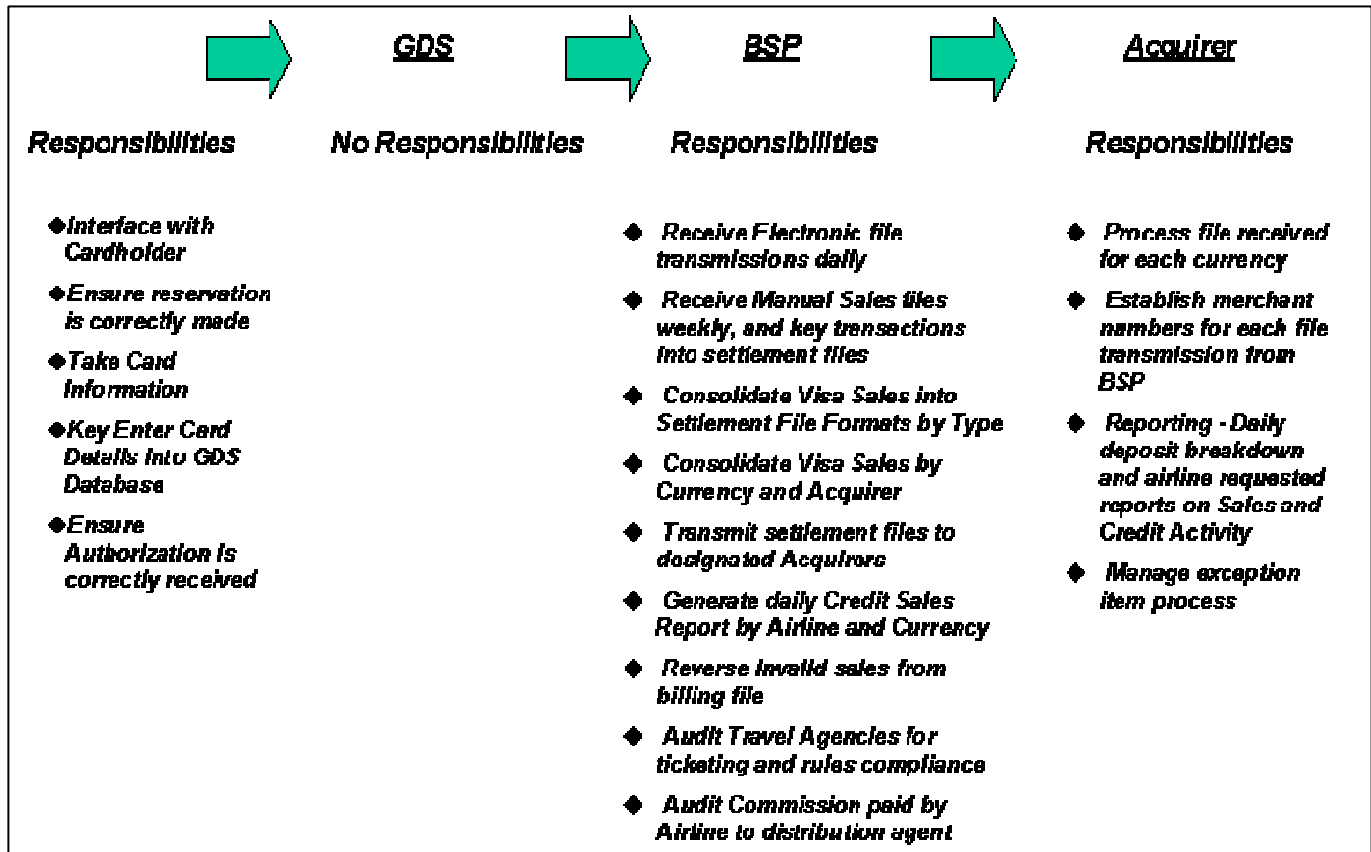 GDS
BSP
Acquirer
Responsibilities
No Responsibilities
Responsibilities
Responsibilities
◆Interface with
Cardholder
◆Ensure reservation
is correctly made
◆Take Card
Information
◆Key Enter Card
Details into GDS
Database
◆Ensure
Authorization is
correctly received
◆ Receive Electronic file
transmissions daily
◆ Receive Manual Sales files
weekly, and key transactions
into settlement files
◆ Consolidate Visa Sales into
Settlement File Formats by Type
◆ Consolidate Visa Sales by
Currency and Acquirer
◆ Transmit settlement files to
designated Acquirers
◆ Generate daily Credit Sales
Report by Airline and Currency
◆ Reverse invalid sales from
billing file
◆ Audit Travel Agencies for
ticketing and rules compliance
◆ Audit Commission paid by
Airline to distribution agent
◆ Process file received
for each currency
◆ Establish merchant
numbers for each file
transmission from
BSP
◆ Reporting - Daily
deposit breakdown
and airline requested
reports on Sales and
Credit Activity
◆ Manage exception
item process